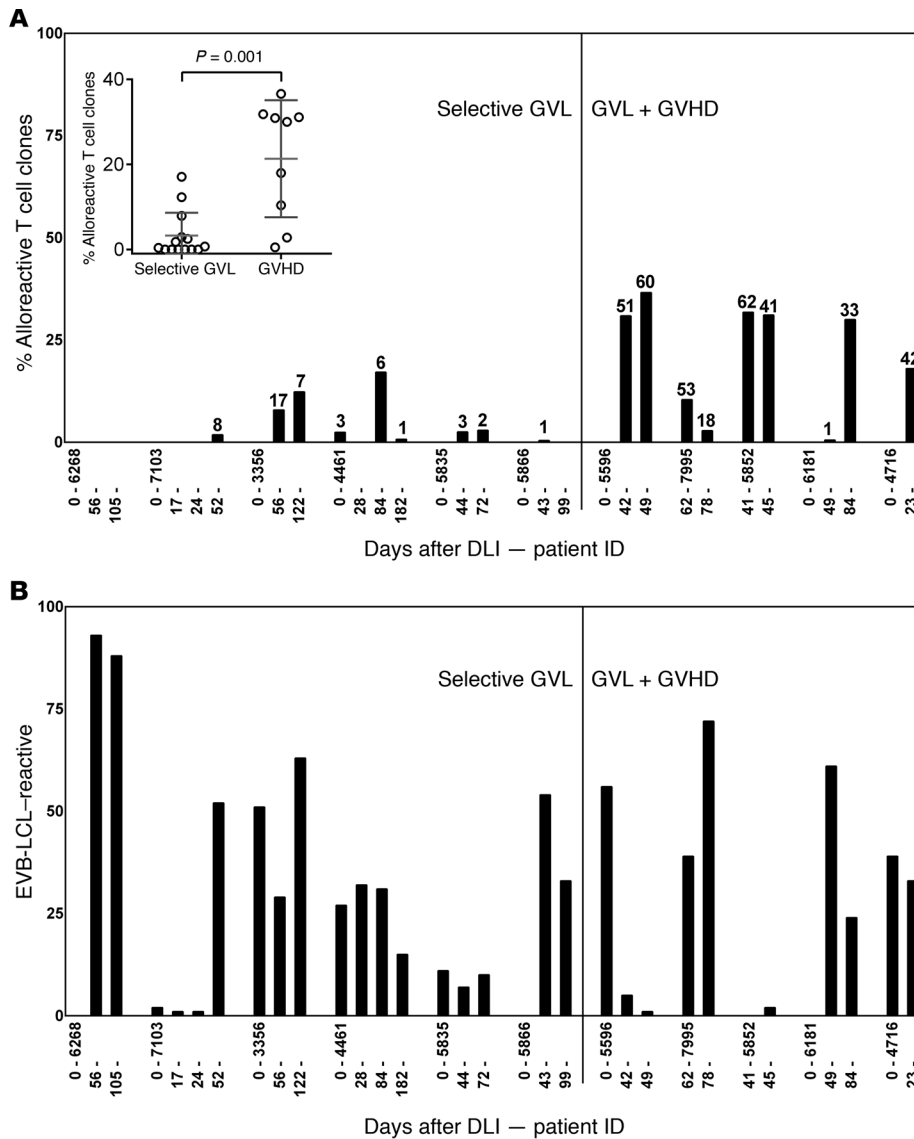 A
% Alloreactive T cell clones
100
75
50
25
0
Selective GVL
GVL + GVHD
P = 0.001
% Alloreactive T cell clones
40
20
0
Selective GVL
GVHD
8
17
7
3
6
1
3
2
1
51
60
53
18
62
41
1
33
18
42
0 - 6268
56 -
105 -
0 - 7103
17 -
24 -
52 -
0 - 3356
56 -
122 -
0 - 4461
28 -
84 -
182 -
0 - 5835
44 -
72 -
0 - 5866
43 -
99 -
0 - 5596
42 -
49 -
62 - 7995
78 -
41 - 5852
45 -
0 - 6181
49 -
84 -
0 - 4716
23 -
Days after DLI — patient ID
B
EVB-LCL–reactive
100
75
50
25
0
Selective GVL
GVL + GVHD
0 - 6268
56 -
105 -
0 - 7103
17 -
24 -
52 -
0 - 3356
56 -
122 -
0 - 4461
28 -
84 -
182 -
0 - 5835
44 -
72 -
0 - 5866
43 -
99 -
0 - 5596
42 -
49 -
62 - 7995
78 -
41 - 5852
45 -
0 - 6181
49 -
84 -
0 - 4716
23 -
Days after DLI — patient ID